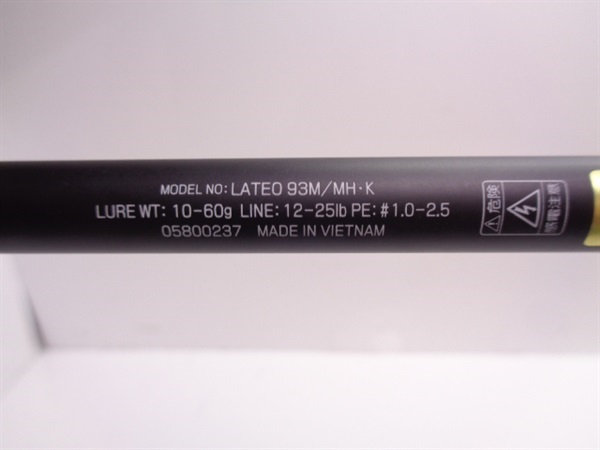 MODEL NO: LATEO 93M/MH・K
LURE WT: 10-60g LINE: 12-25lb PE: #1.0-2.5
05800237 MADE IN VIETNAM
危険
感電注意